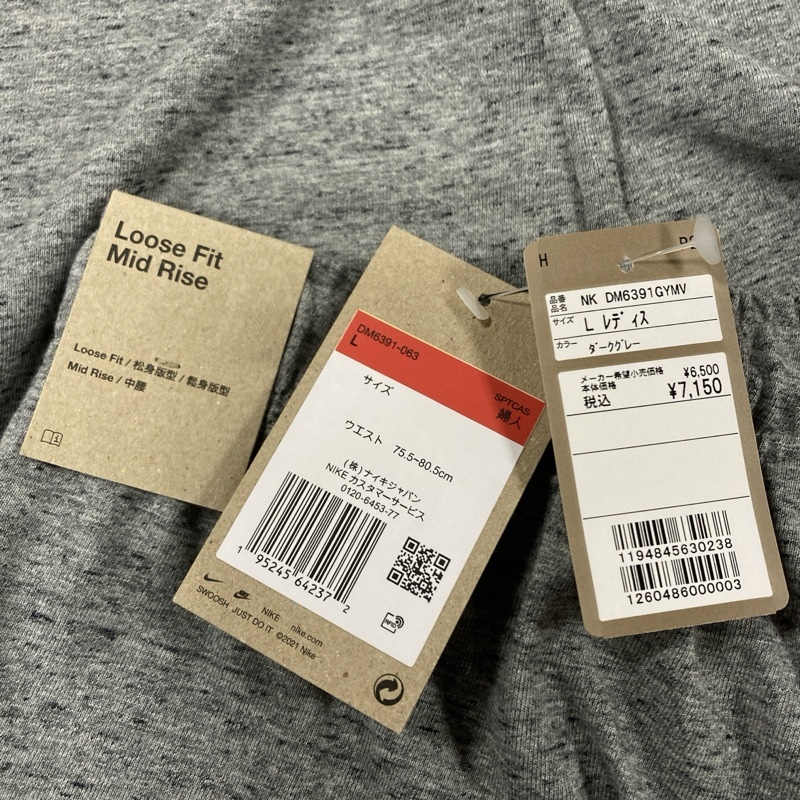 Loose Fit
Mid Rise
Loose Fit / 松身版型 / 鬆身版型
Mid Rise / 中腰
DM6391-063
L
SPTCAS
サイズ
婦人
ウエスト 75.5~80.5cm
(株)ナイキジャパン
NIKE カスタマーサービス
0120-6453-77
1 95245 64237 2
RFID
SWOOSH JUST DO IT NIKE nike.com
©2021 Nike
H
品番
品名
NK DM6391GYMV
サイズ
L レディス
カラー
ダークグレー
メーカー希望小売価格
本体価格 ¥6,500
税込 ¥7,150
1194845630238
1260486000003